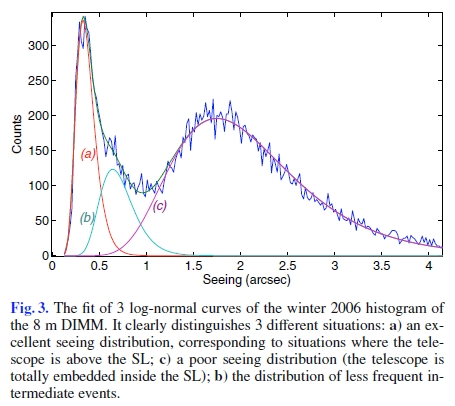 300
250
200
150
100
50
0
Counts
(a)
(b)
(c)
0 0.5 1 1.5 2 2.5 3 3.5 4
Seeing (arcsec)
Fig. 3. The fit of 3 log-normal curves of the winter 2006 histogram of
the 8 m DIMM. It clearly distinguishes 3 different situations: a) an ex-
cellent seeing distribution, corresponding to situations where the tele-
scope is above the SL; c) a poor seeing distribution (the telescope is
totally embedded inside the SL); b) the distribution of less frequent in-
termediate events.